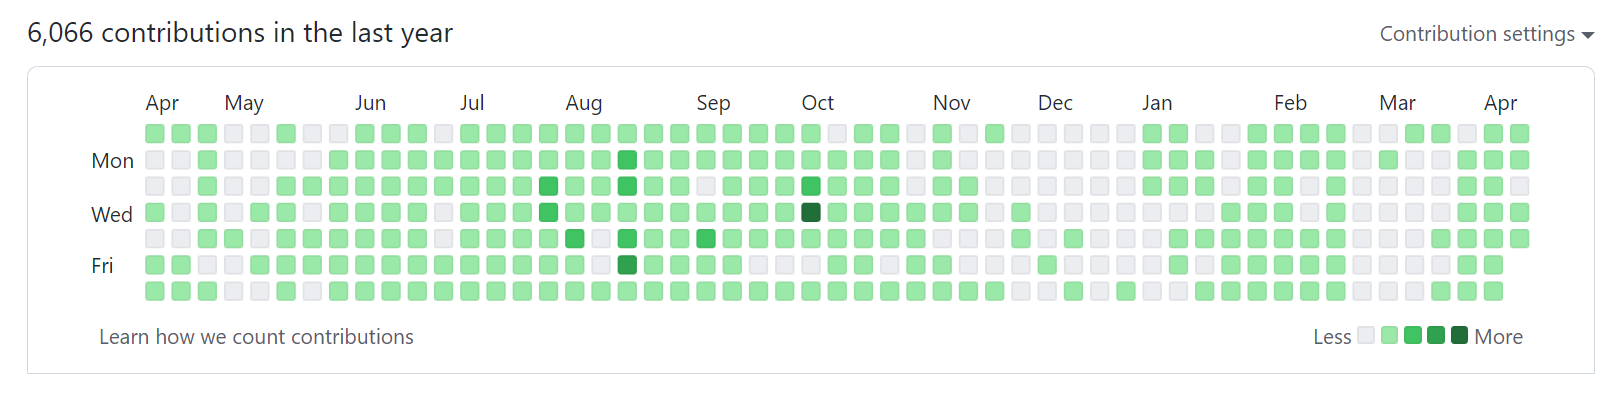 6,066 contributions in the last year
Contribution settings
Apr May Jun Jul Aug Sep Oct Nov Dec Jan Feb Mar Apr
Mon
Wed
Fri
Learn how we count contributions
Less More